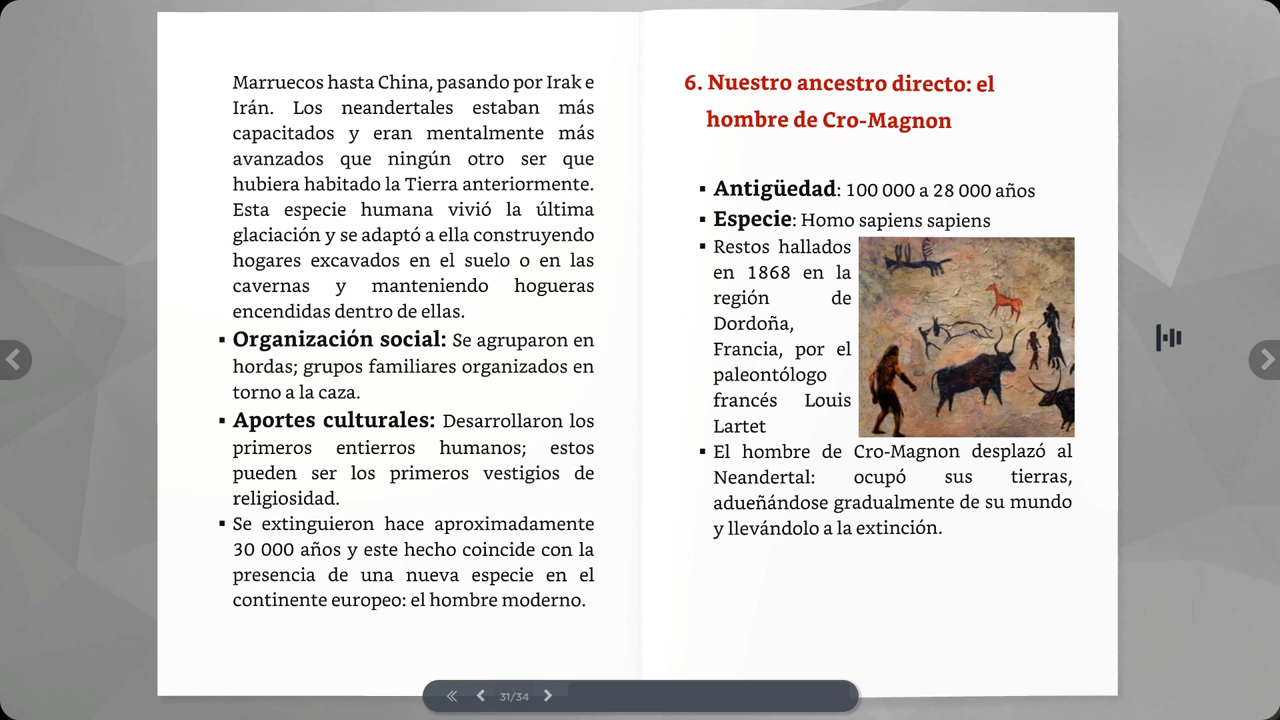 Marruecos hasta China, pasando por Irak e
Irán. Los neandertales estaban más
capacitados y eran mentalmente más
avanzados que ningún otro ser que
hubiera habitado la Tierra anteriormente.
Esta especie humana vivió la última
glaciación y se adaptó a ella construyendo
hogares excavados en el suelo o en las
cavernas y manteniendo hogueras
encendidas dentro de ellas.
▪ Organización social: Se agruparon en
hordas; grupos familiares organizados en
torno a la caza.
▪ Aportes culturales: Desarrollaron los
primeros entierros humanos; estos
pueden ser los primeros vestigios de
religiosidad.
▪ Se extinguieron hace aproximadamente
30 000 años y este hecho coincide con la
presencia de una nueva especie en el
continente europeo: el hombre moderno.
6. Nuestro ancestro directo: el
hombre de Cro-Magnon
▪ Antigüedad: 100 000 a 28 000 años
▪ Especie: Homo sapiens sapiens
▪ Restos hallados
en 1868 en la
región de
Dordoña,
Francia, por el
paleontólogo
francés Louis
Lartet
▪ El hombre de Cro-Magnon desplazó al
Neandertal: ocupó sus tierras,
adueñándose gradualmente de su mundo
y llevándolo a la extinción.
31/34